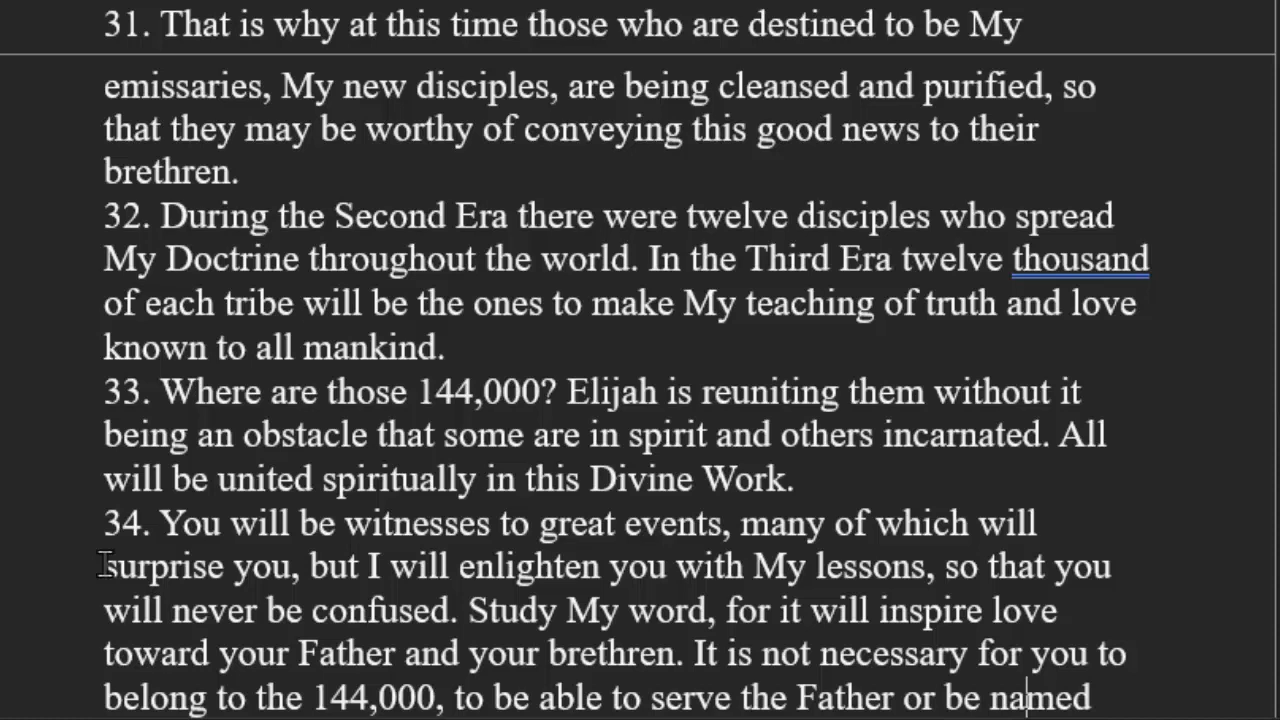 31. That is why at this time those who are destined to be My
emissaries, My new disciples, are being cleansed and purified, so
that they may be worthy of conveying this good news to their
brethren.
32. During the Second Era there were twelve disciples who spread
My Doctrine throughout the world. In the Third Era twelve thousand
of each tribe will be the ones to make My teaching of truth and love
known to all mankind.
33. Where are those 144,000? Elijah is reuniting them without it
being an obstacle that some are in spirit and others incarnated. All
will be united spiritually in this Divine Work.
34. You will be witnesses to great events, many of which will
surprise you, but I will enlighten you with My lessons, so that you
will never be confused. Study My word, for it will inspire love
toward your Father and your brethren. It is not necessary for you to
belong to the 144,000, to be able to serve the Father or be named